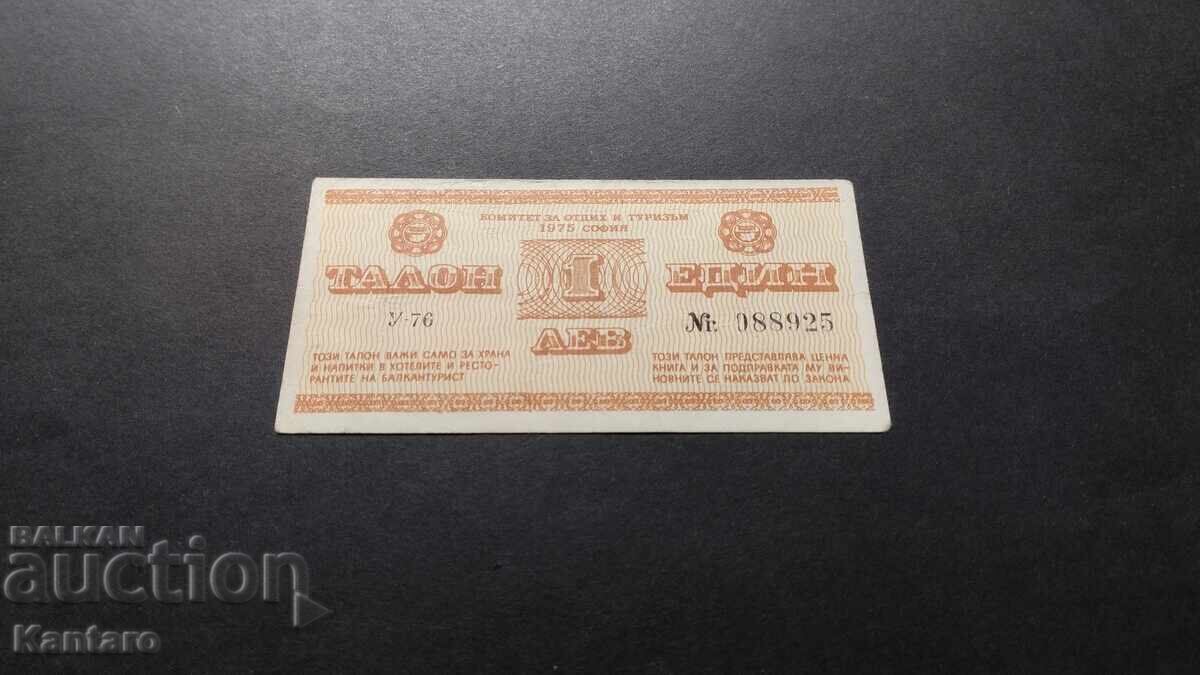 КОМИТЕТ ЗА ОТДИХ И ТУРИЗЪМ
1975 СОФИЯ
ТАЛОН 1 ЕДИН
У-76 ЛЕВ № 088925
ТОЗИ ТАЛОН ВАЖИ САМО ЗА ХРАНА
И НАПИТКИ В ХОТЕЛИТЕ И РЕСТО-
РАНТИТЕ НА БАЛКАНТУРИСТ
ТОЗИ ТАЛОН ПРЕДСТАВЛЯВА ЦЕННА
КНИГА И ЗА ПОДПРАВКАТА МУ ВИ-
НОВНИТЕ СЕ НАКАЗВАТ ПО ЗАКОНА
BALKAN
auction
Kantaro